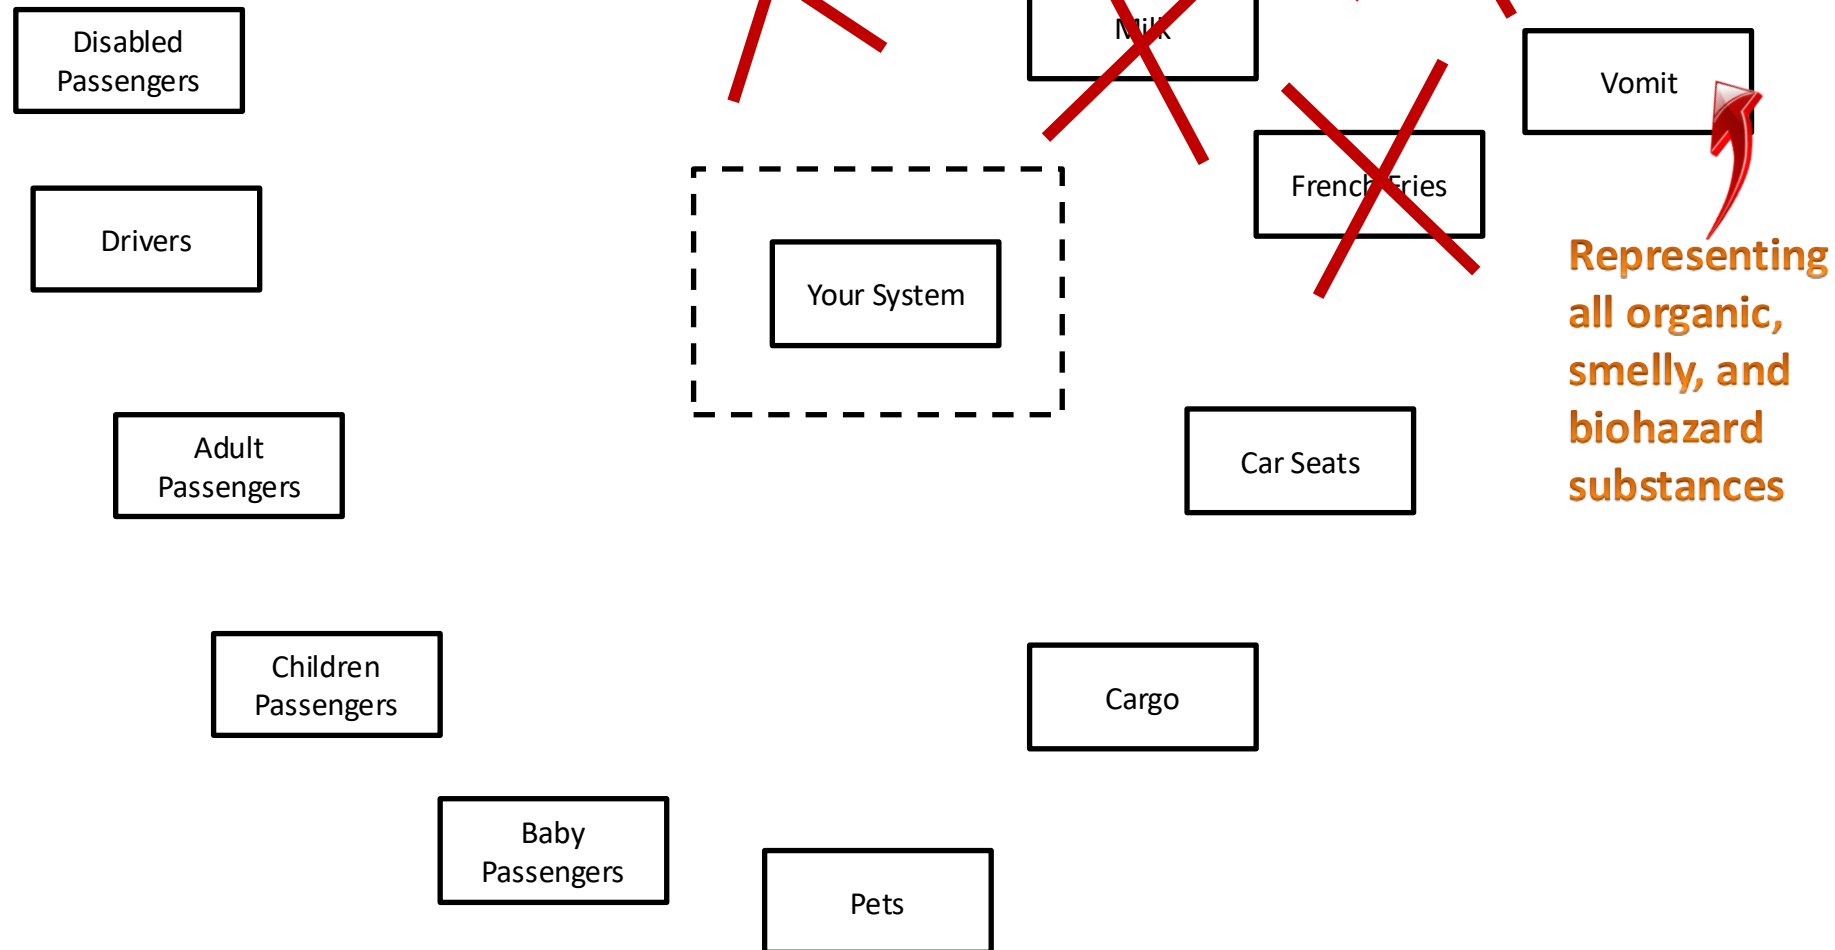 Disabled
Passengers
Milk
Vomit
Drivers
French Fries
Your System
Representing
all organic,
smelly, and
biohazard
substances
Adult
Passengers
Car Seats
Children
Passengers
Cargo
Baby
Passengers
Pets